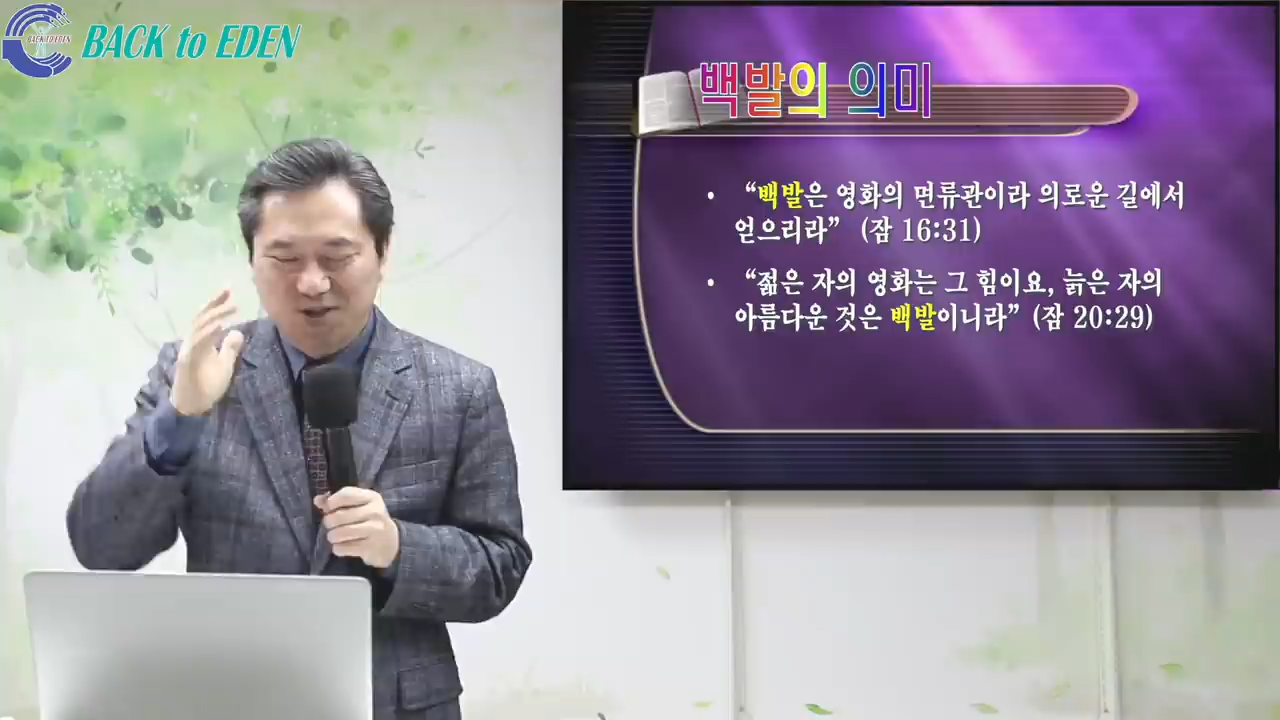 BACK to EDEN
백발의 의미
• “백발은 영화의 면류관이라 의로운 길에서
얻으리라” (잠 16:31)
• “젊은 자의 영화는 그 힘이요, 늙은 자의
아름다운 것은 백발이니라” (잠 20:29)